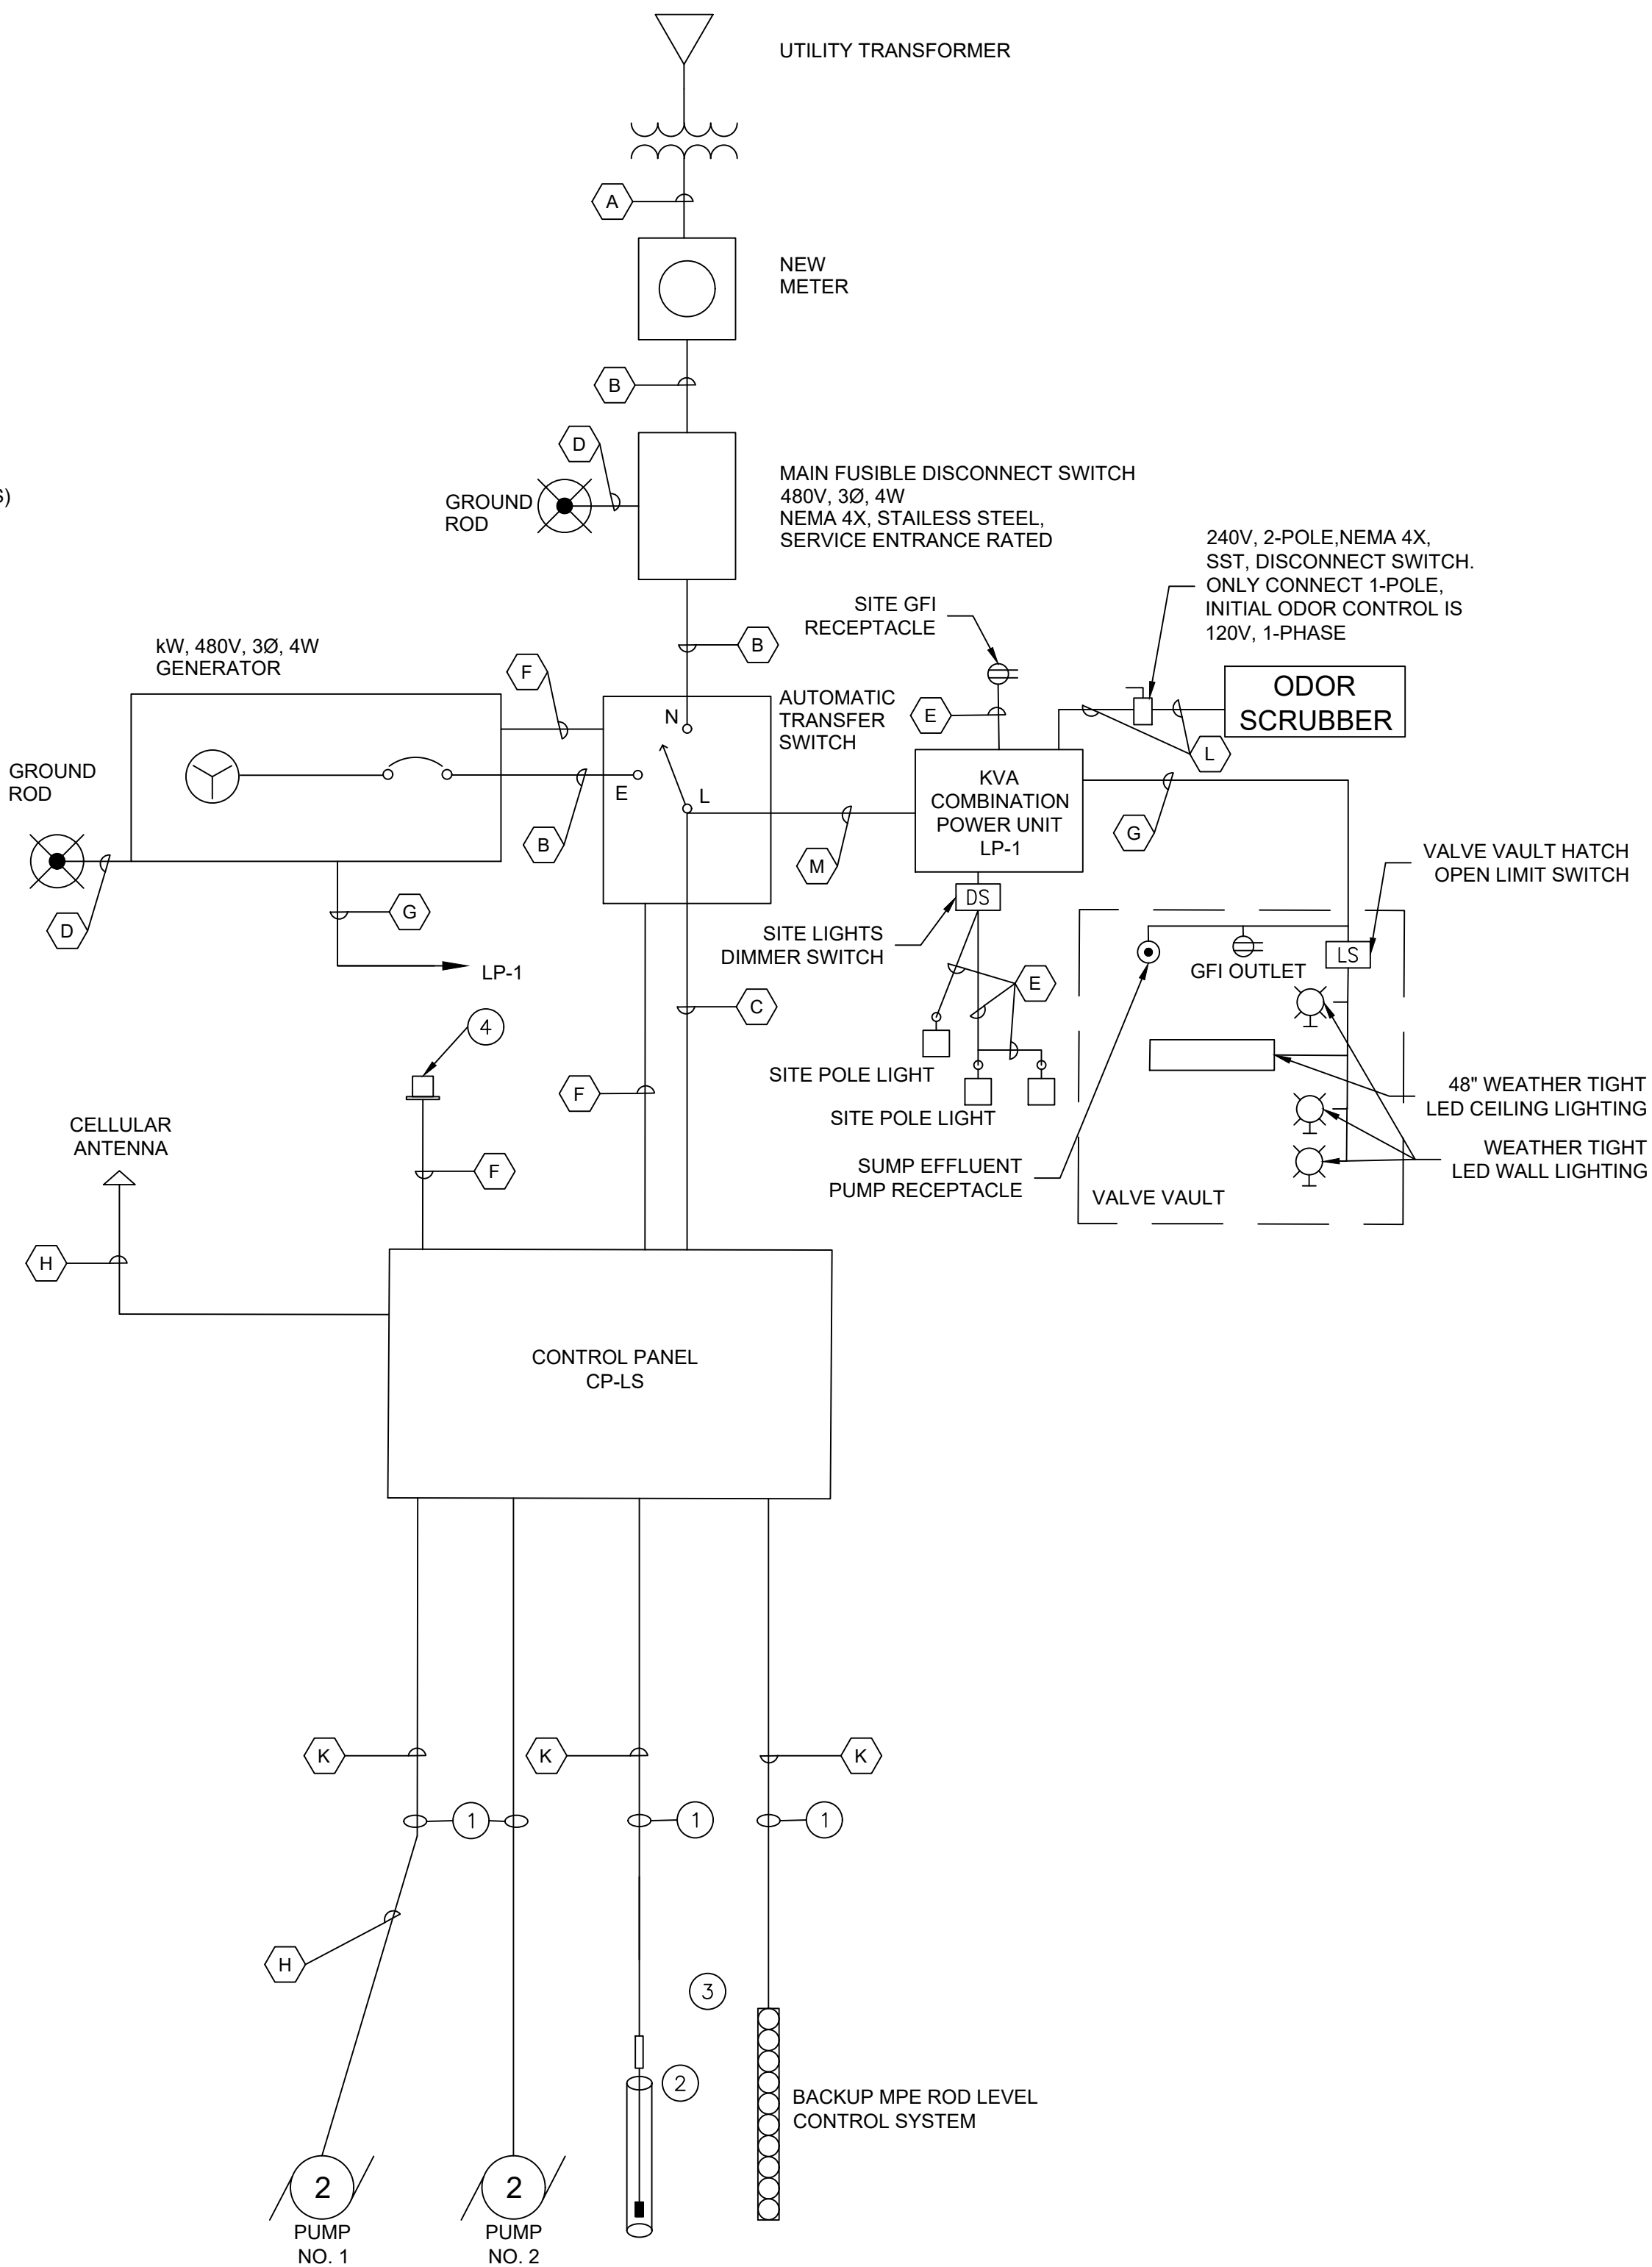 UTILITY TRANSFORMER
A
NEW
METER
B
D
GROUND
ROD
MAIN FUSIBLE DISCONNECT SWITCH
480V, 3Ø, 4W
NEMA 4X, STAILESS STEEL,
SERVICE ENTRANCE RATED
S)
240V, 2-POLE,NEMA 4X,
SST, DISCONNECT SWITCH.
ONLY CONNECT 1-POLE,
INITIAL ODOR CONTROL IS
120V, 1-PHASE
SITE GFI
RECEPTACLE
B
kW, 480V, 3Ø, 4W
GENERATOR
F
N
E
L
AUTOMATIC
TRANSFER
SWITCH
E
ODOR
SCRUBBER
L
GROUND
ROD
D
B
M
KVA
COMBINATION
POWER UNIT
LP-1
G
VALVE VAULT HATCH
OPEN LIMIT SWITCH
G
LP-1
DS
SITE LIGHTS
DIMMER SWITCH
E
GFI OUTLET
LS
C
4
F
SITE POLE LIGHT
SITE POLE LIGHT
48" WEATHER TIGHT
LED CEILING LIGHTING
WEATHER TIGHT
LED WALL LIGHTING
SUMP EFFLUENT
PUMP RECEPTACLE
VALVE VAULT
CELLULAR
ANTENNA
F
H
CONTROL PANEL
CP-LS
K
K
K
1
1
1
H
3
2
BACKUP MPE ROD LEVEL
CONTROL SYSTEM
2
PUMP
NO. 1
2
PUMP
NO. 2